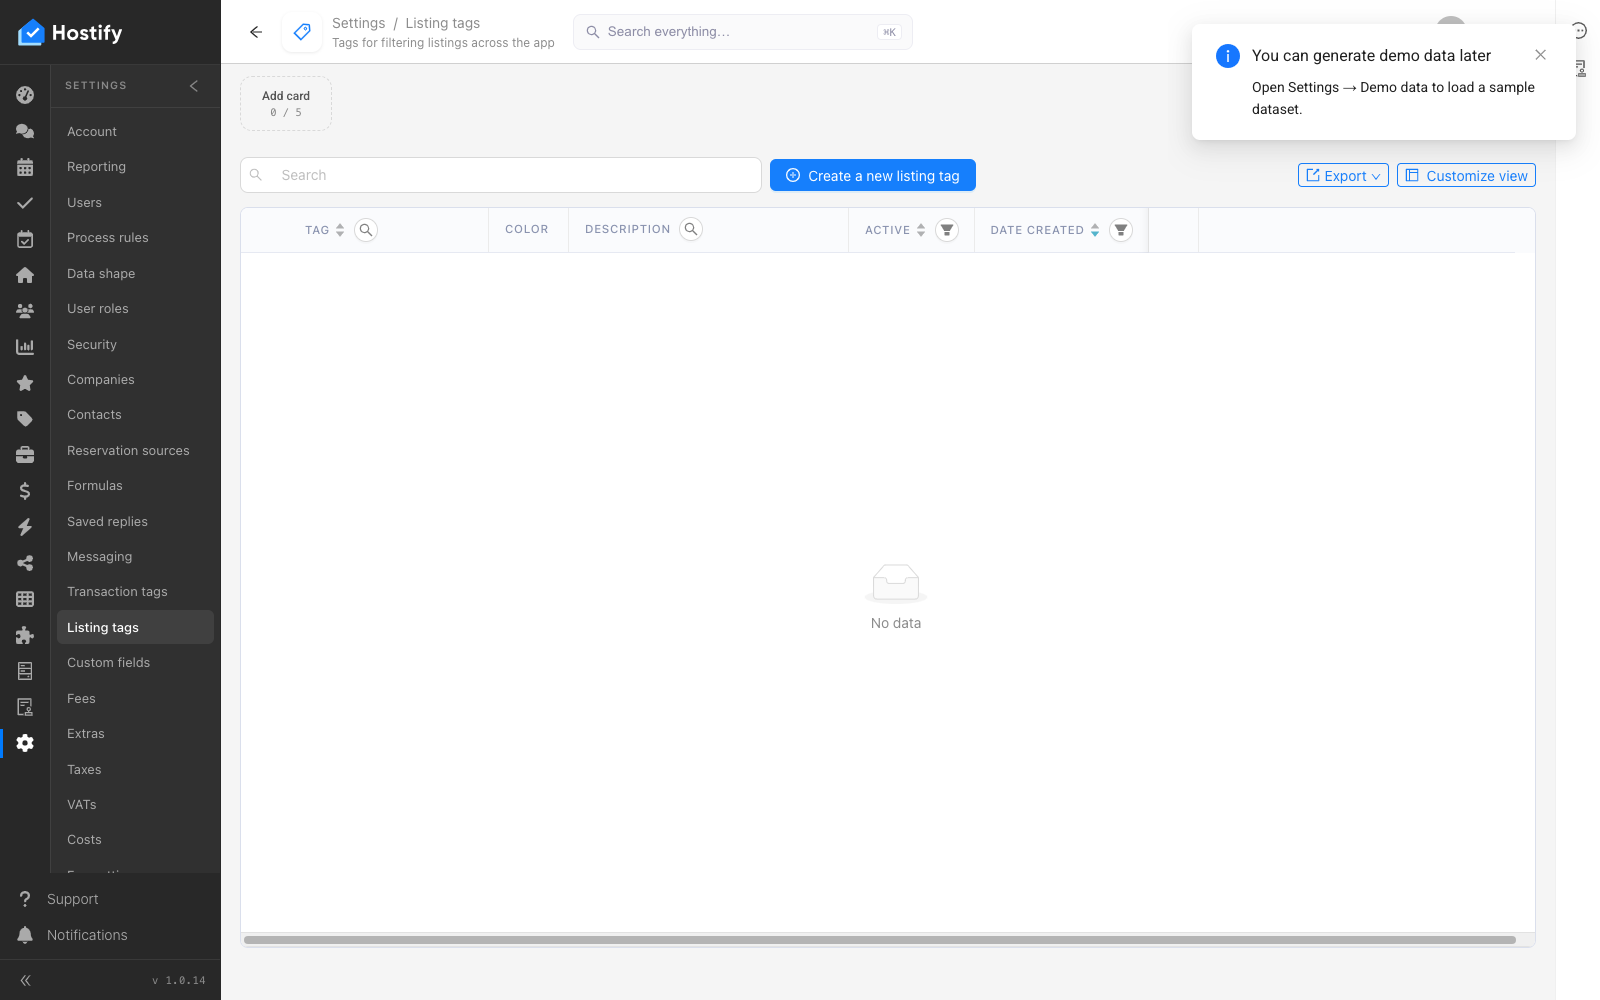 Hostify
Settings / Listing tags
Tags for filtering listings across the app
Search everything...
⌘K
You can generate demo data later
Open Settings → Demo data to load a sample
dataset.
SETTINGS
Account
Reporting
Users
Process rules
Data shape
User roles
Security
Companies
Contacts
Reservation sources
Formulas
Saved replies
Messaging
Transaction tags
Listing tags
Custom fields
Fees
Extras
Taxes
VATs
Costs
Support
Notifications
v 1.0.14
Add card
0 / 5
Search
Create a new listing tag
Export
Customize view
TAG
COLOR
DESCRIPTION
ACTIVE
DATE CREATED
No data